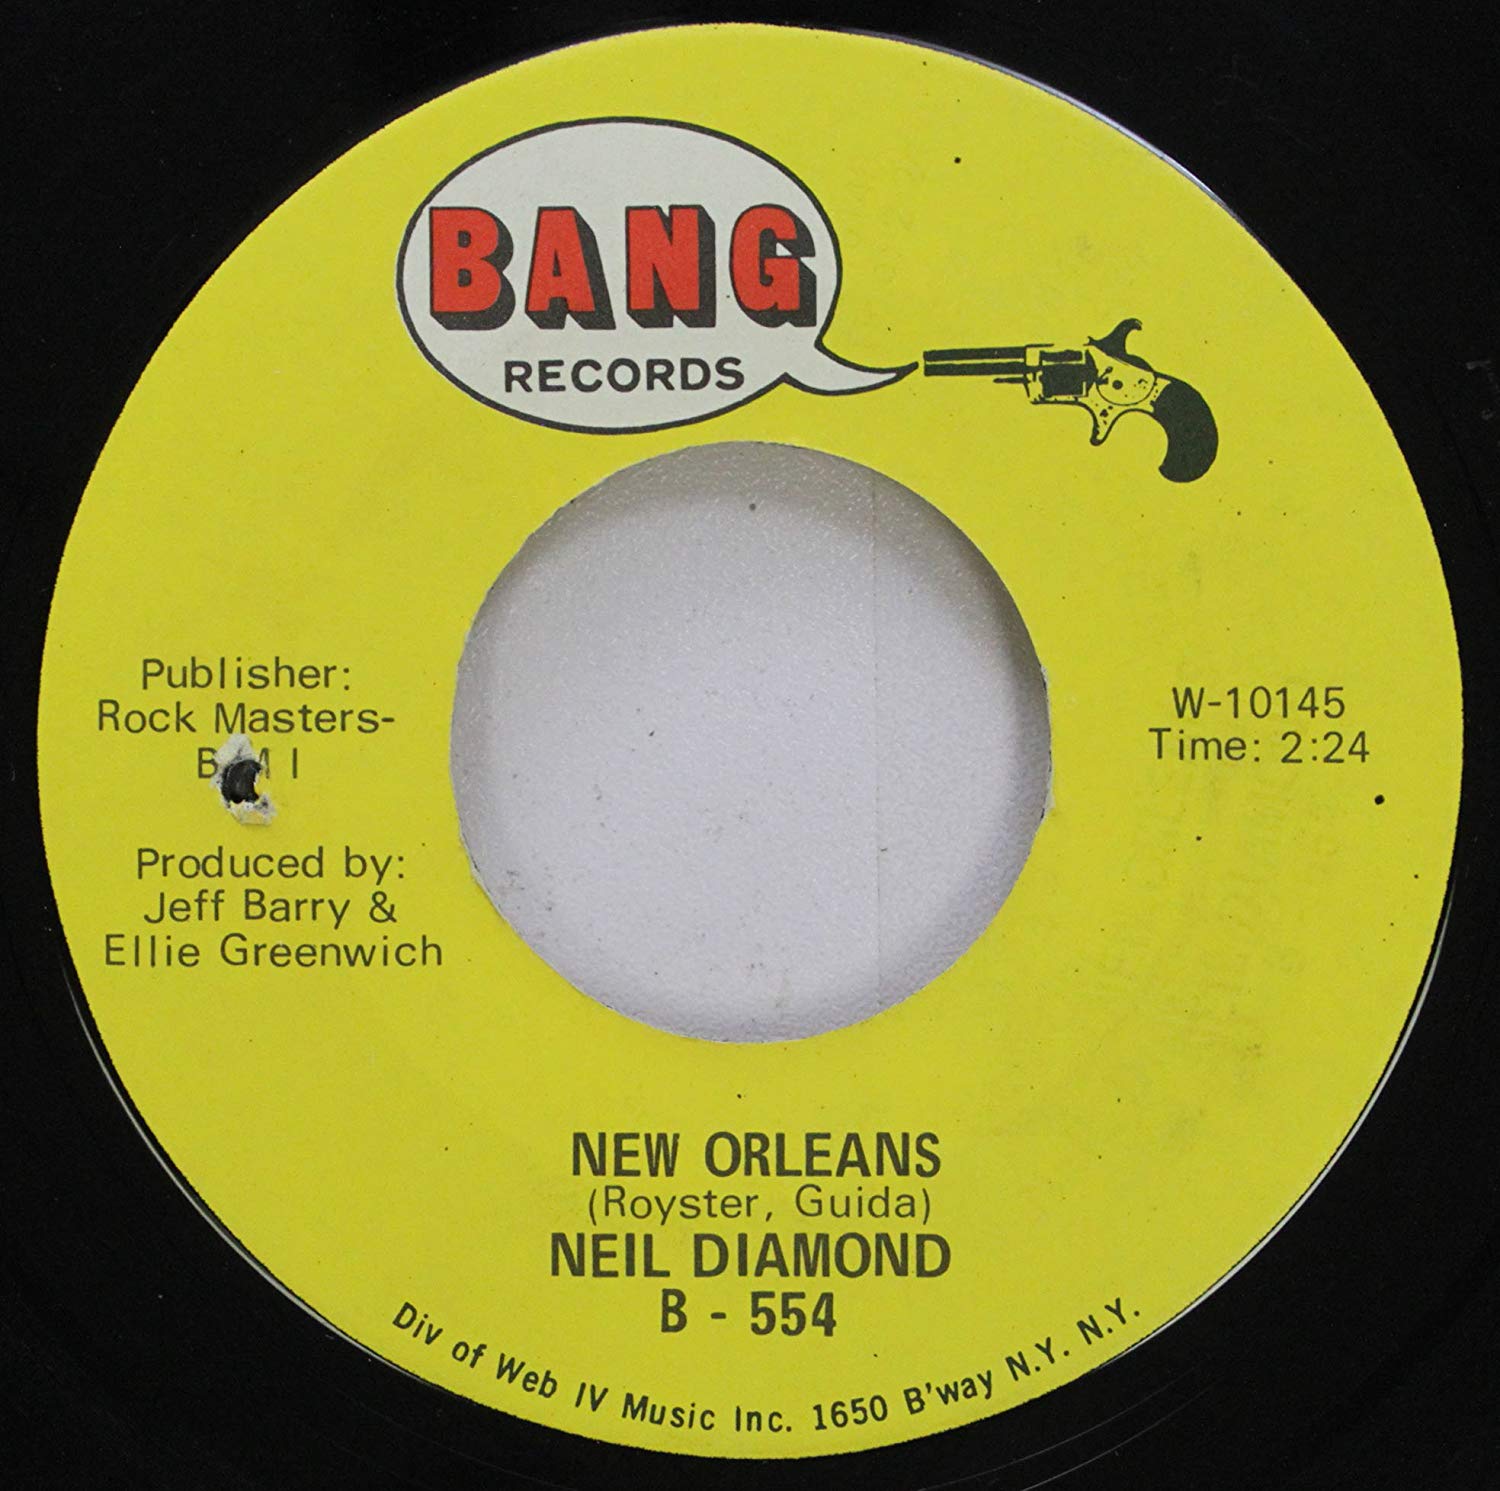 BANG
RECORDS
Publisher:
Rock Masters-
BMI
Produced by:
Jeff Barry &
Ellie Greenwich
W-10145
Time: 2:24
NEW ORLEANS
(Royster, Guida)
NEIL DIAMOND
B - 554
Div of Web IV Music Inc. 1650 B'way N.Y. N.Y.